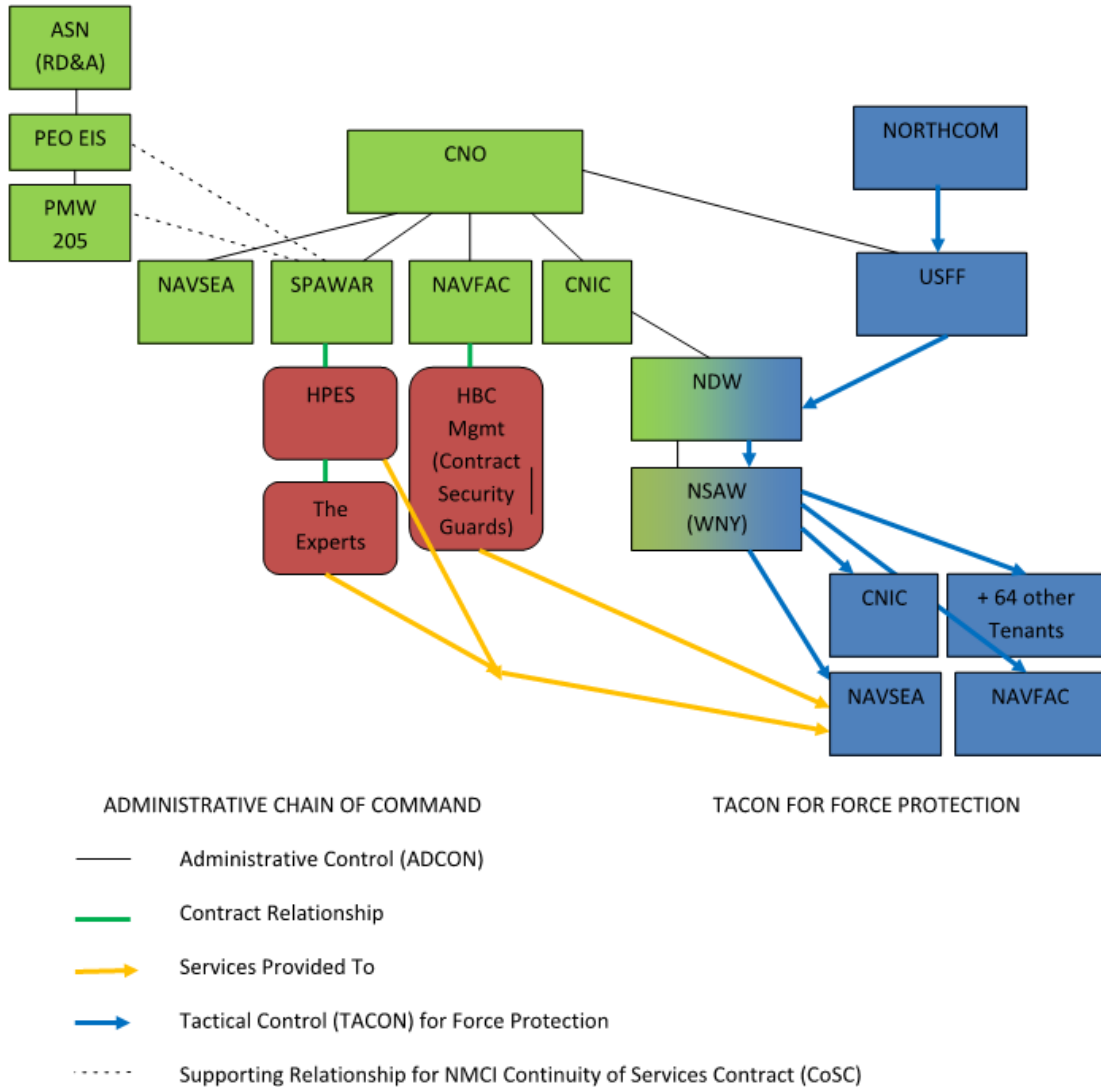 ASN
(RD&A)
PEO EIS
PMW
205
CNO
NORTHCOM
NAVSEA
SPAWAR
NAVFAC
CNIC
USFF
HPES
HBC
Mgmt
(Contract
Security
Guards)
The
Experts
NDW
NSAW
(WNY)
CNIC
+ 64 other
Tenants
NAVSEA
NAVFAC
ADMINISTRATIVE CHAIN OF COMMAND
TACON FOR FORCE PROTECTION
Administrative Control (ADCON)
Contract Relationship
Services Provided To
Tactical Control (TACON) for Force Protection
Supporting Relationship for NMCI Continuity of Services Contract (CoSC)